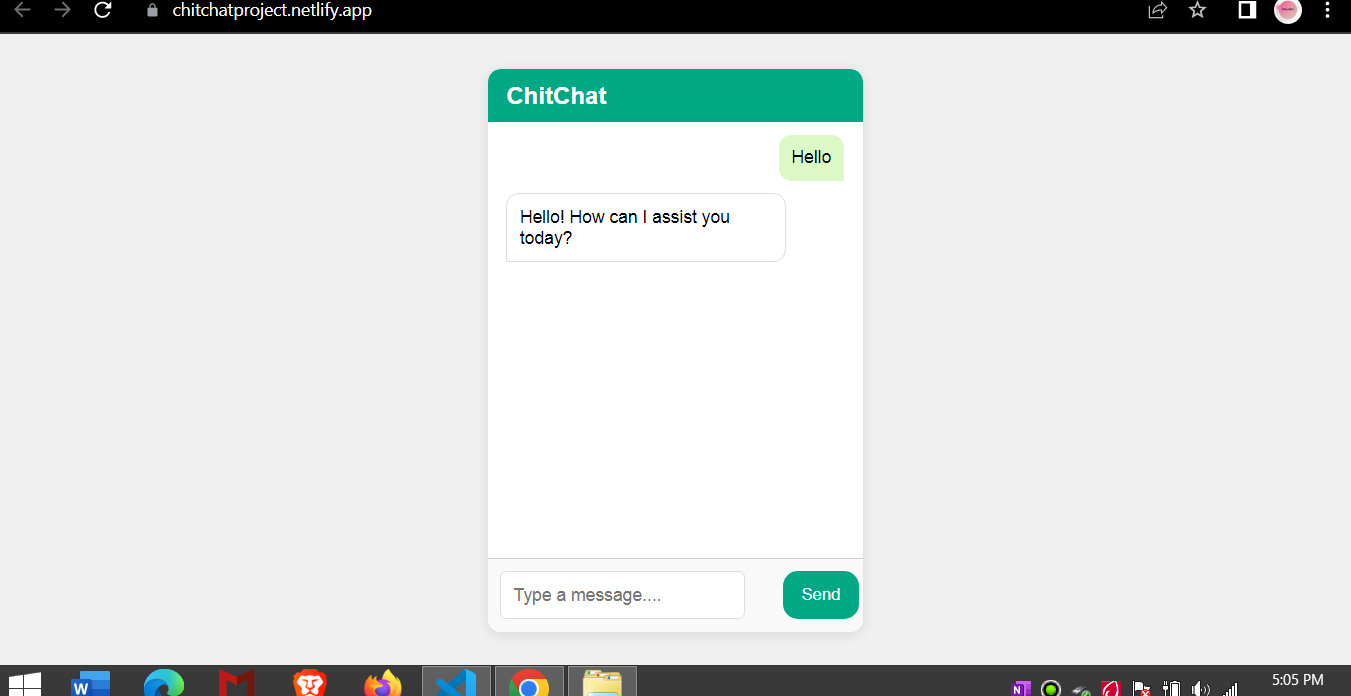 chitchatproject.netlify.app
ChitChat
Hello
Hello! How can I assist you
today?
Type a message....
Send
W
N
5:05 PM